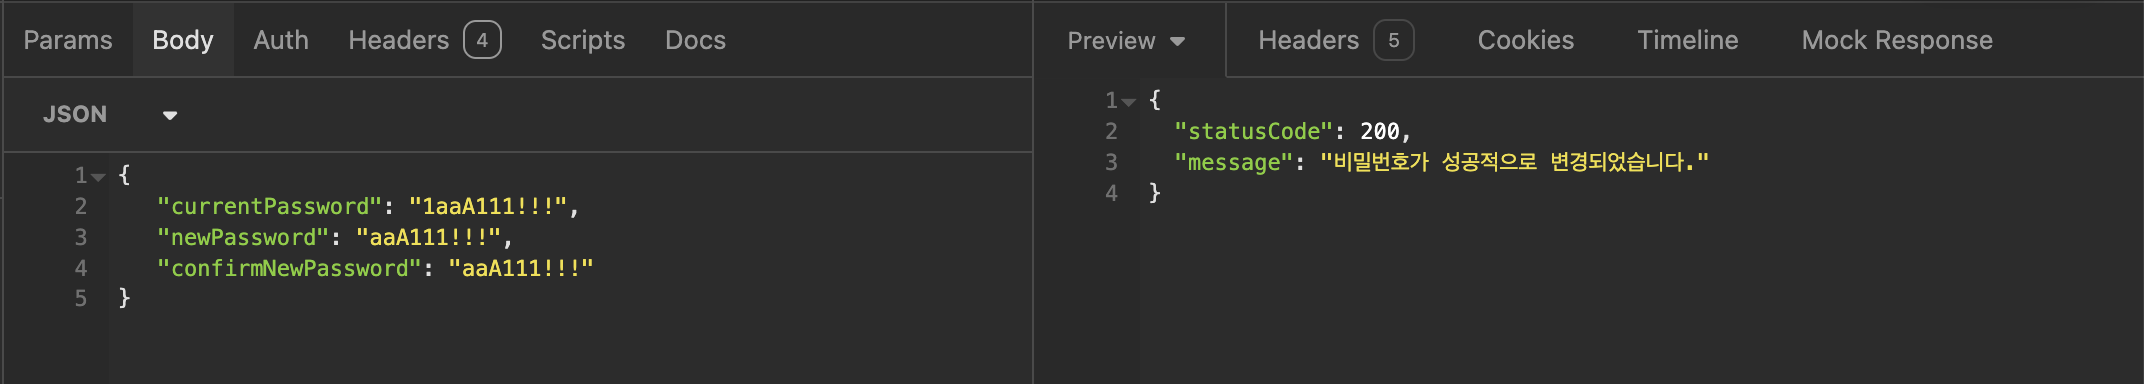 Params Body Auth Headers 4 Scripts Docs
JSON
1 {
2 "currentPassword": "1aaA111!!!",
3 "newPassword": "aaA111!!!",
4 "confirmNewPassword": "aaA111!!!"
5 }
Preview Headers 5 Cookies Timeline Mock Response
1 {
2 "statusCode": 200,
3 "message": "비밀번호가 성공적으로 변경되었습니다."
4 }